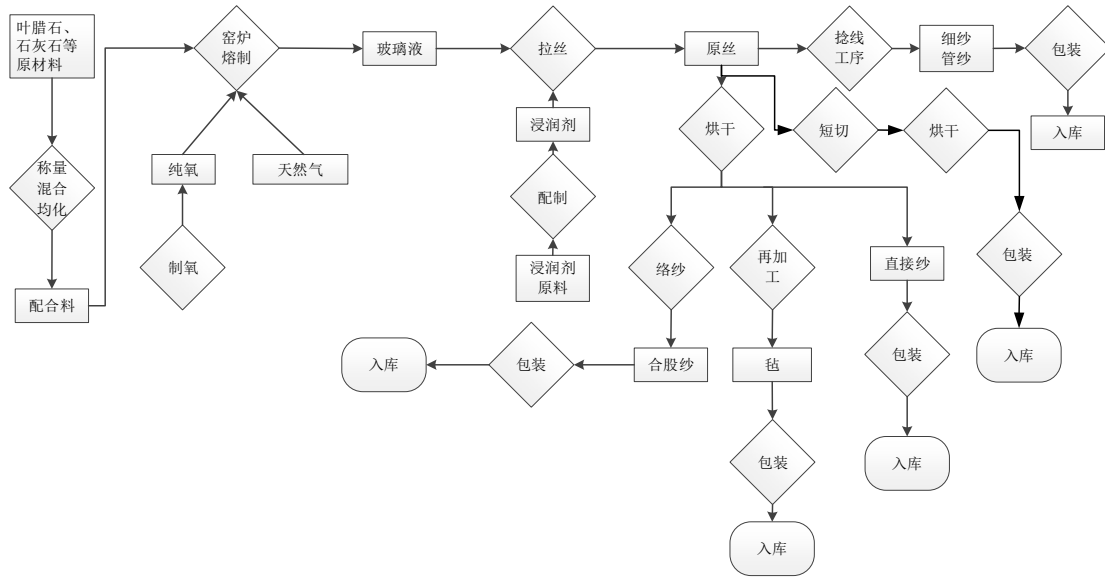 叶腊石、
石灰石等
原材料
窑炉
熔制
玻璃液
拉丝
原丝
捻线
工序
细纱
管纱
包装
入库
浸润剂
烘干
短切
烘干
称量
混合
均化
纯氧
天然气
配制
制氧
浸润剂
原料
络纱
再加
工
直接纱
包装
配合料
入库
包装
合股纱
毡
包装
入库
包装
入库
入库